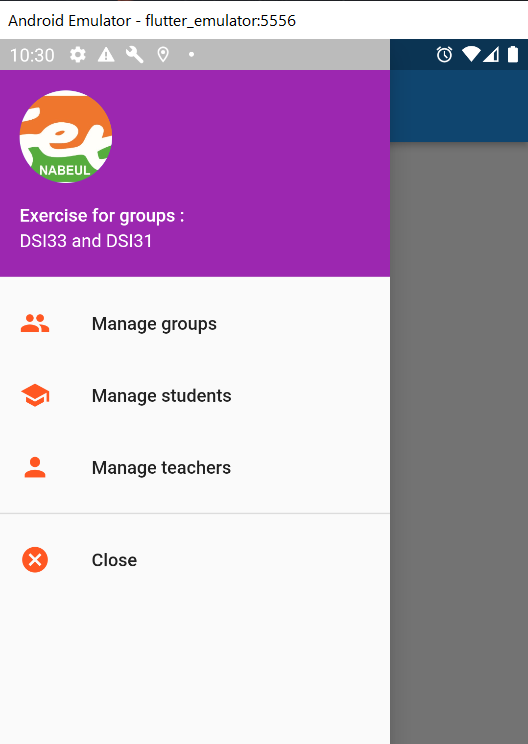 Android Emulator - flutter_emulator:5556
10:30
iset
NABEUL
Exercise for groups :
DSI33 and DSI31
Manage groups
Manage students
Manage teachers
Close